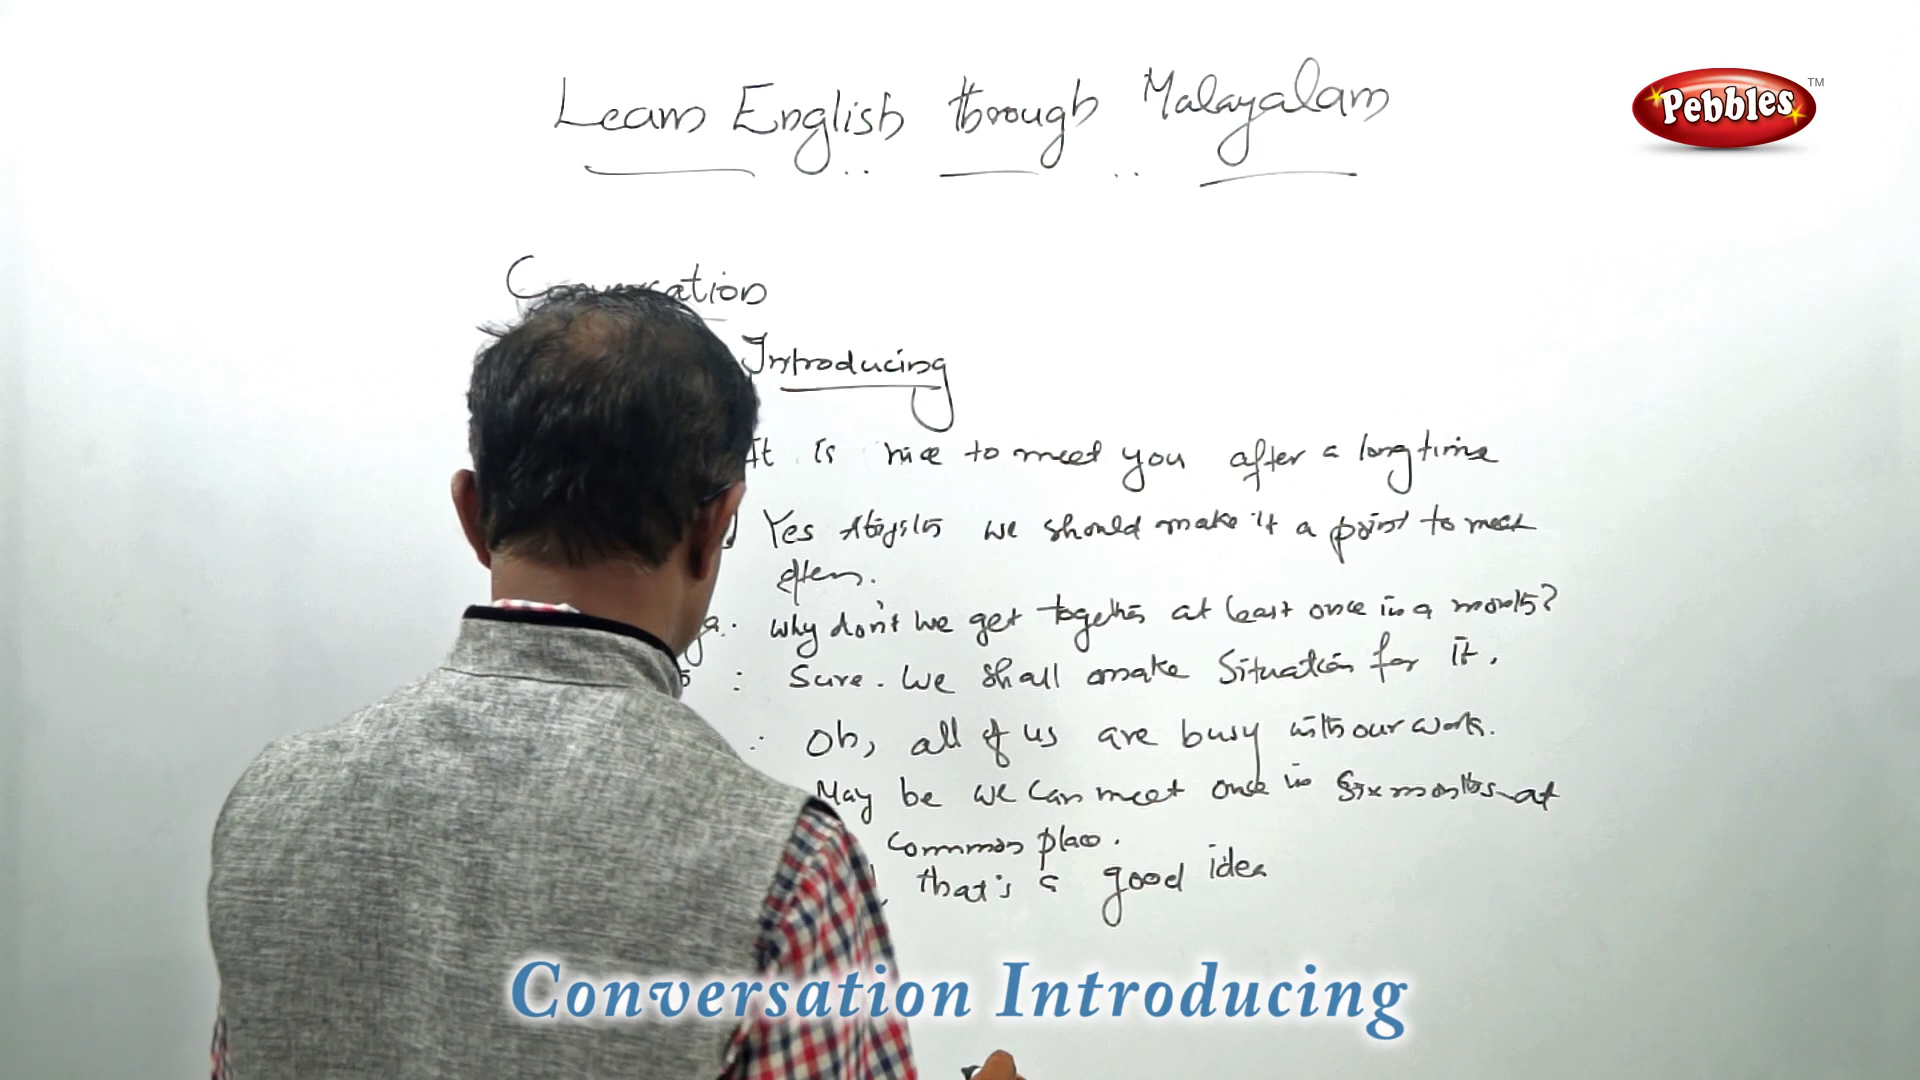 Learn English through Malayalam
Pebbles TM
Conversation
Introducing
It is nice to meet you after a long time
Yes we should make it a point to meet
often.
Why don't we get together at least once in a month?
: Sure. We shall make Situation for it.
: Oh, all of us are busy with our work.
May be we can meet once in six months at
common place.
that's a good idea
Conversation Introducing